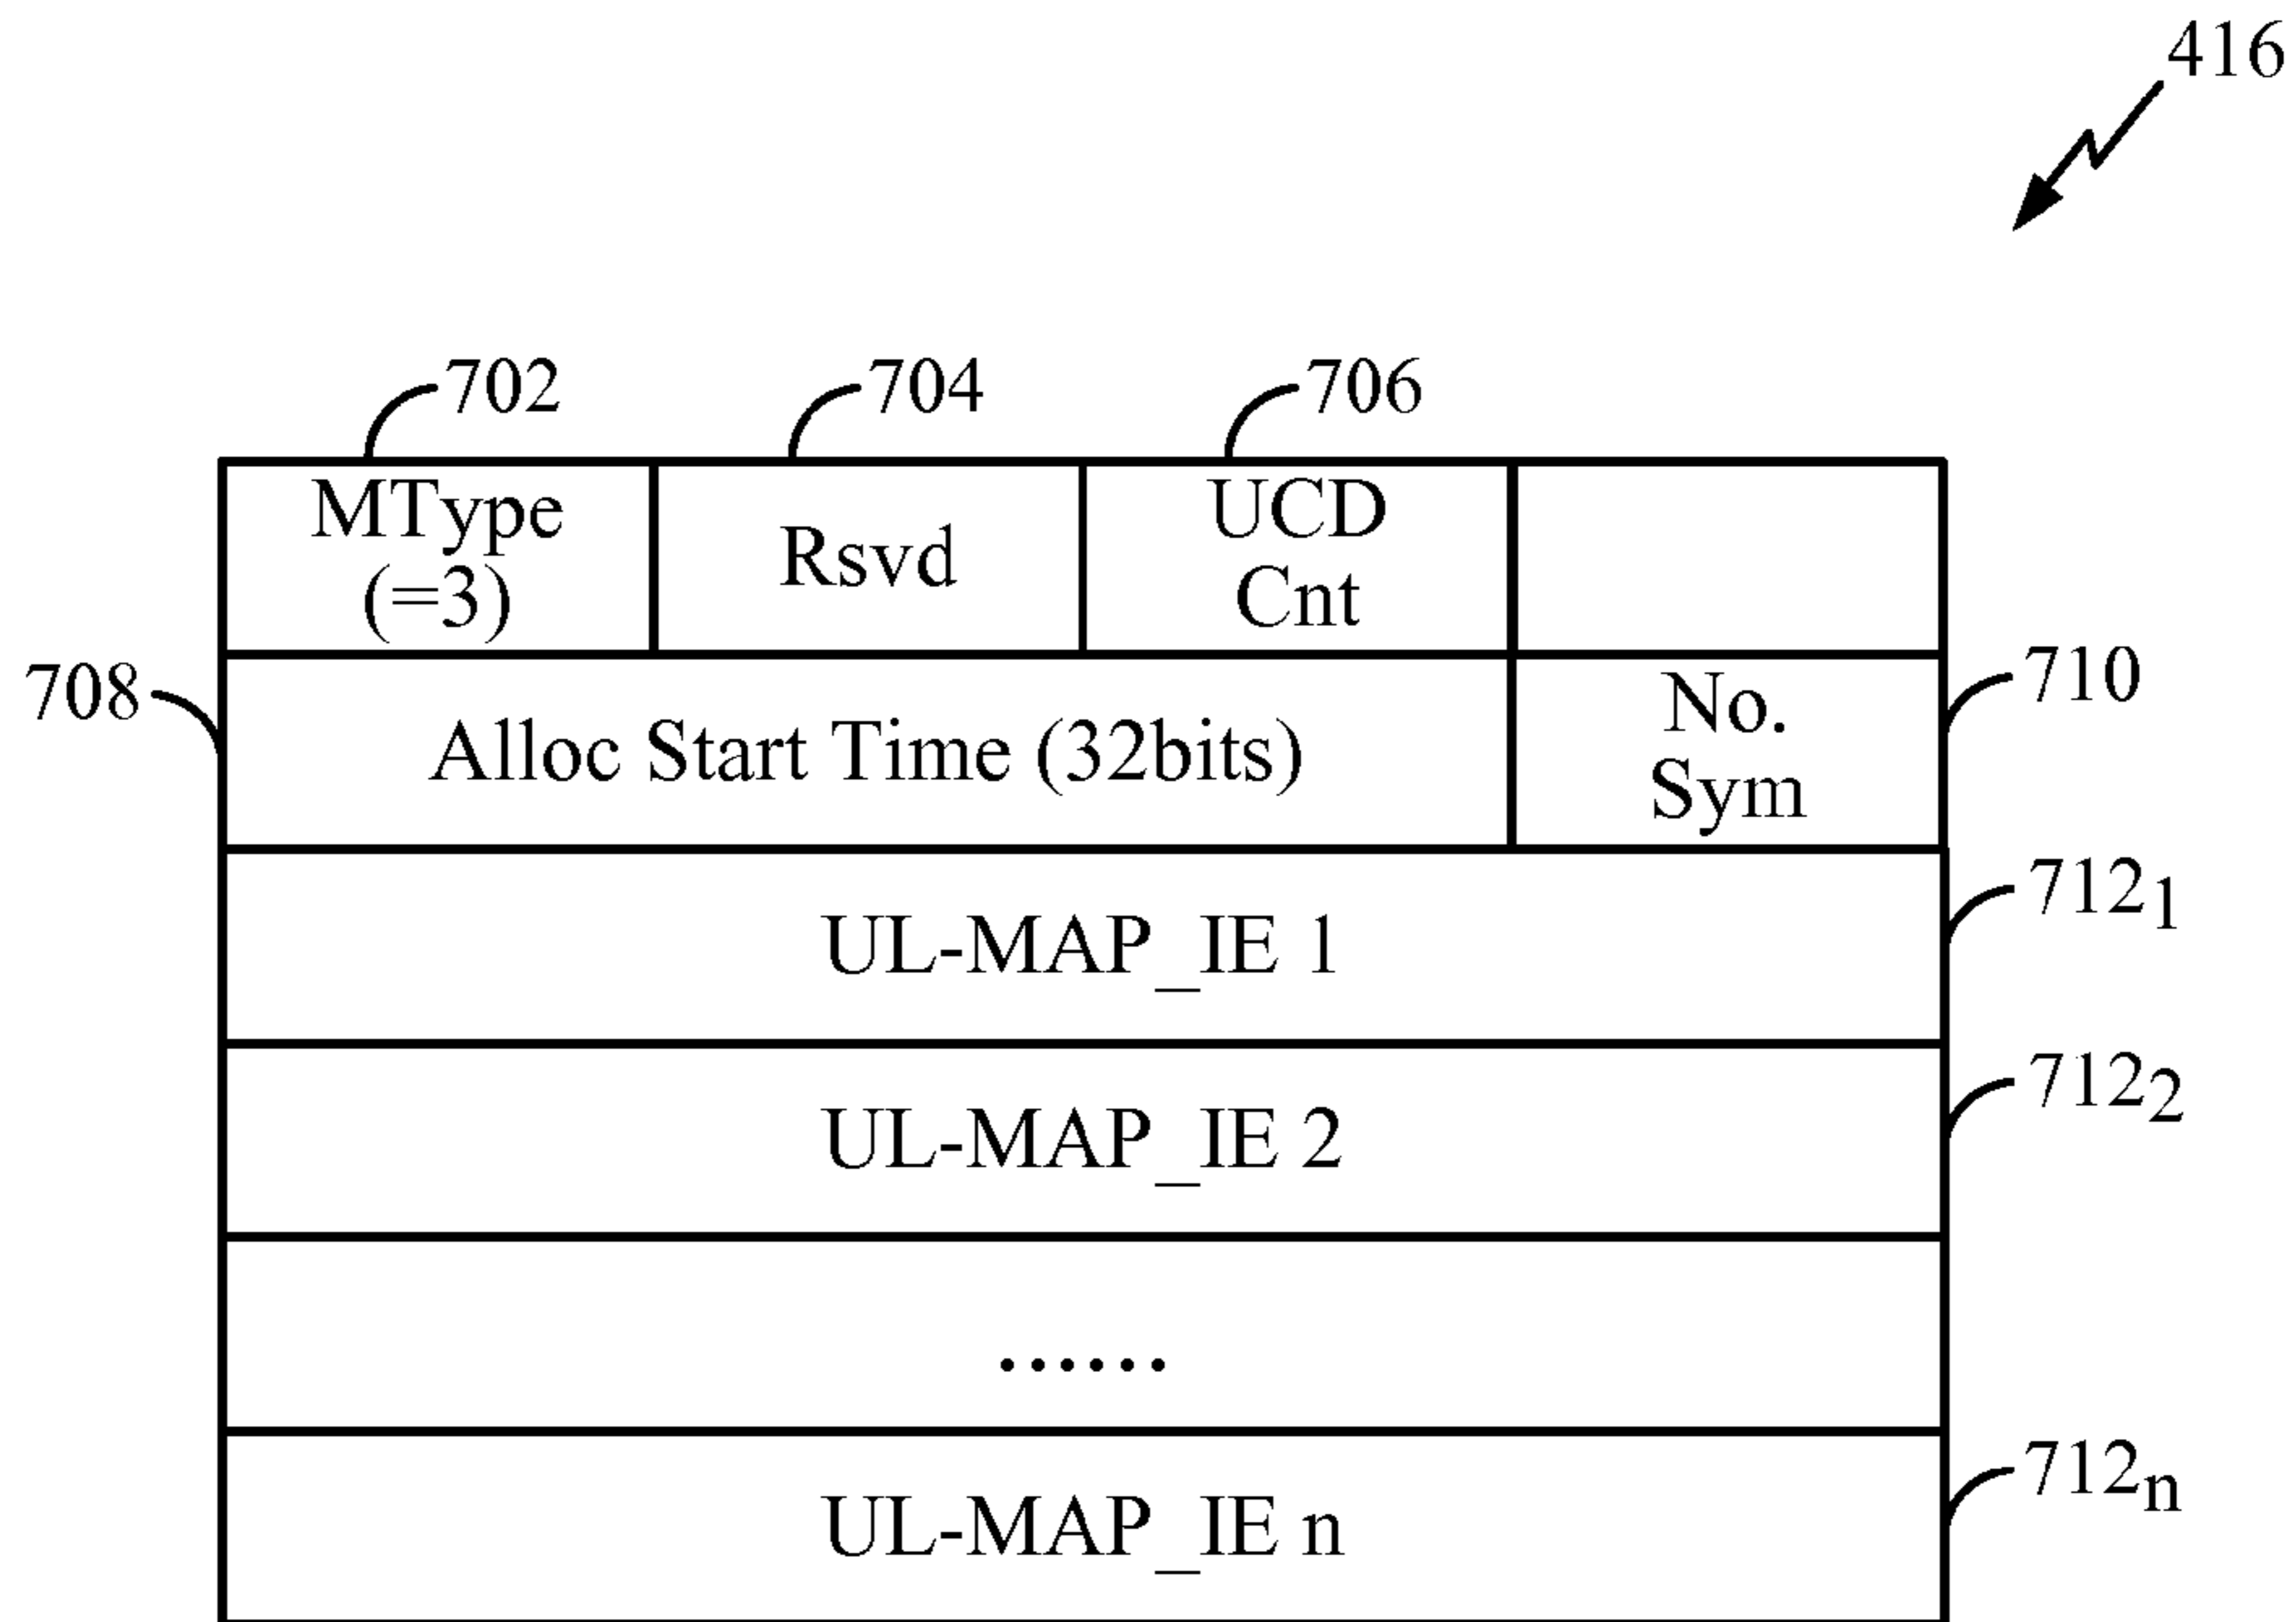 416
702
704
706
MType
(=3)
Rsvd
UCD
Cnt
708
Alloc Start Time (32bits)
No.
Sym
710
UL-MAP_IE 1
712₁
UL-MAP_IE 2
712₂
......
UL-MAP_IE n
712ₙ